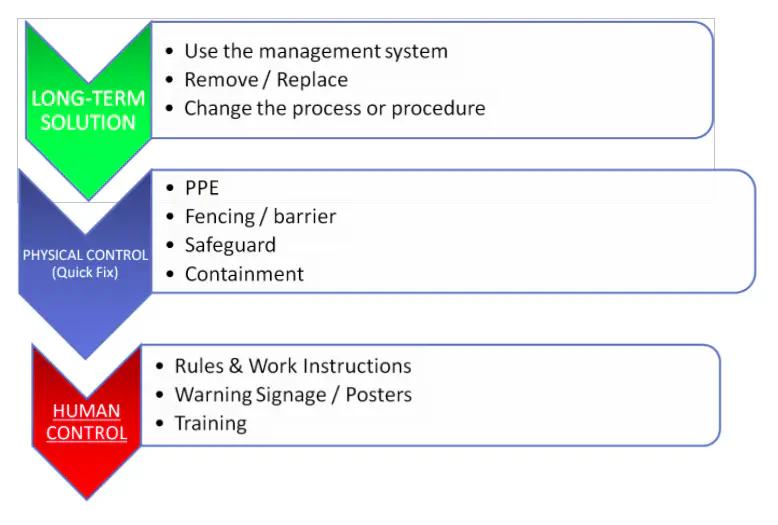 LONG-TERM
SOLUTION
• Use the management system
• Remove / Replace
• Change the process or procedure
PHYSICAL CONTROL
(Quick Fix)
• PPE
• Fencing / barrier
• Safeguard
• Containment
HUMAN
CONTROL
• Rules & Work Instructions
• Warning Signage / Posters
• Training